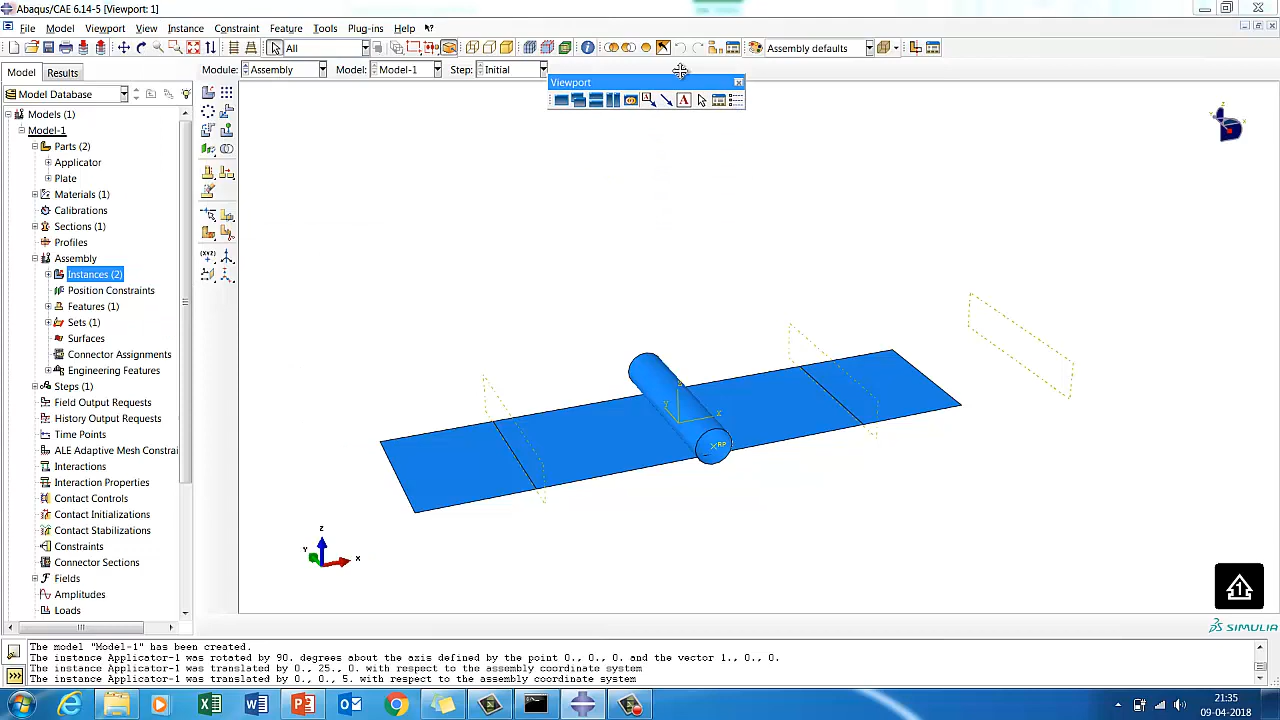 Abaqus/CAE 6.14-5 [Viewport: 1]
File Model Viewport View Instance Constraint Feature Tools Plug-ins Help
All
Assembly defaults
Model Results
Module: Assembly Model: Model-1 Step: Initial
Viewport
Model Database
Models (1)
Model-1
Parts (2)
Applicator
Plate
Materials (1)
Calibrations
Sections (1)
Profiles
Assembly
Instances (2)
Position Constraints
Features (1)
Sets (1)
Surfaces
Connector Assignments
Engineering Features
Steps (1)
Field Output Requests
History Output Requests
Time Points
ALE Adaptive Mesh Constrai
Interactions
Interaction Properties
Contact Controls
Contact Initializations
Contact Stabilizations
Constraints
Connector Sections
Fields
Amplitudes
Loads
Y
X
RP
Z
Y
X
1
SIMULIA
The model "Model-1" has been created.
The instance Applicator-1 was rotated by 90. degrees about the axis defined by the point 0., 0., 0. and the vector 1., 0., 0.
The instance Applicator-1 was translated by 0., 25., 0. with respect to the assembly coordinate system
The instance Applicator-1 was translated by 0., 0., 5. with respect to the assembly coordinate system
21:35
09-04-2018